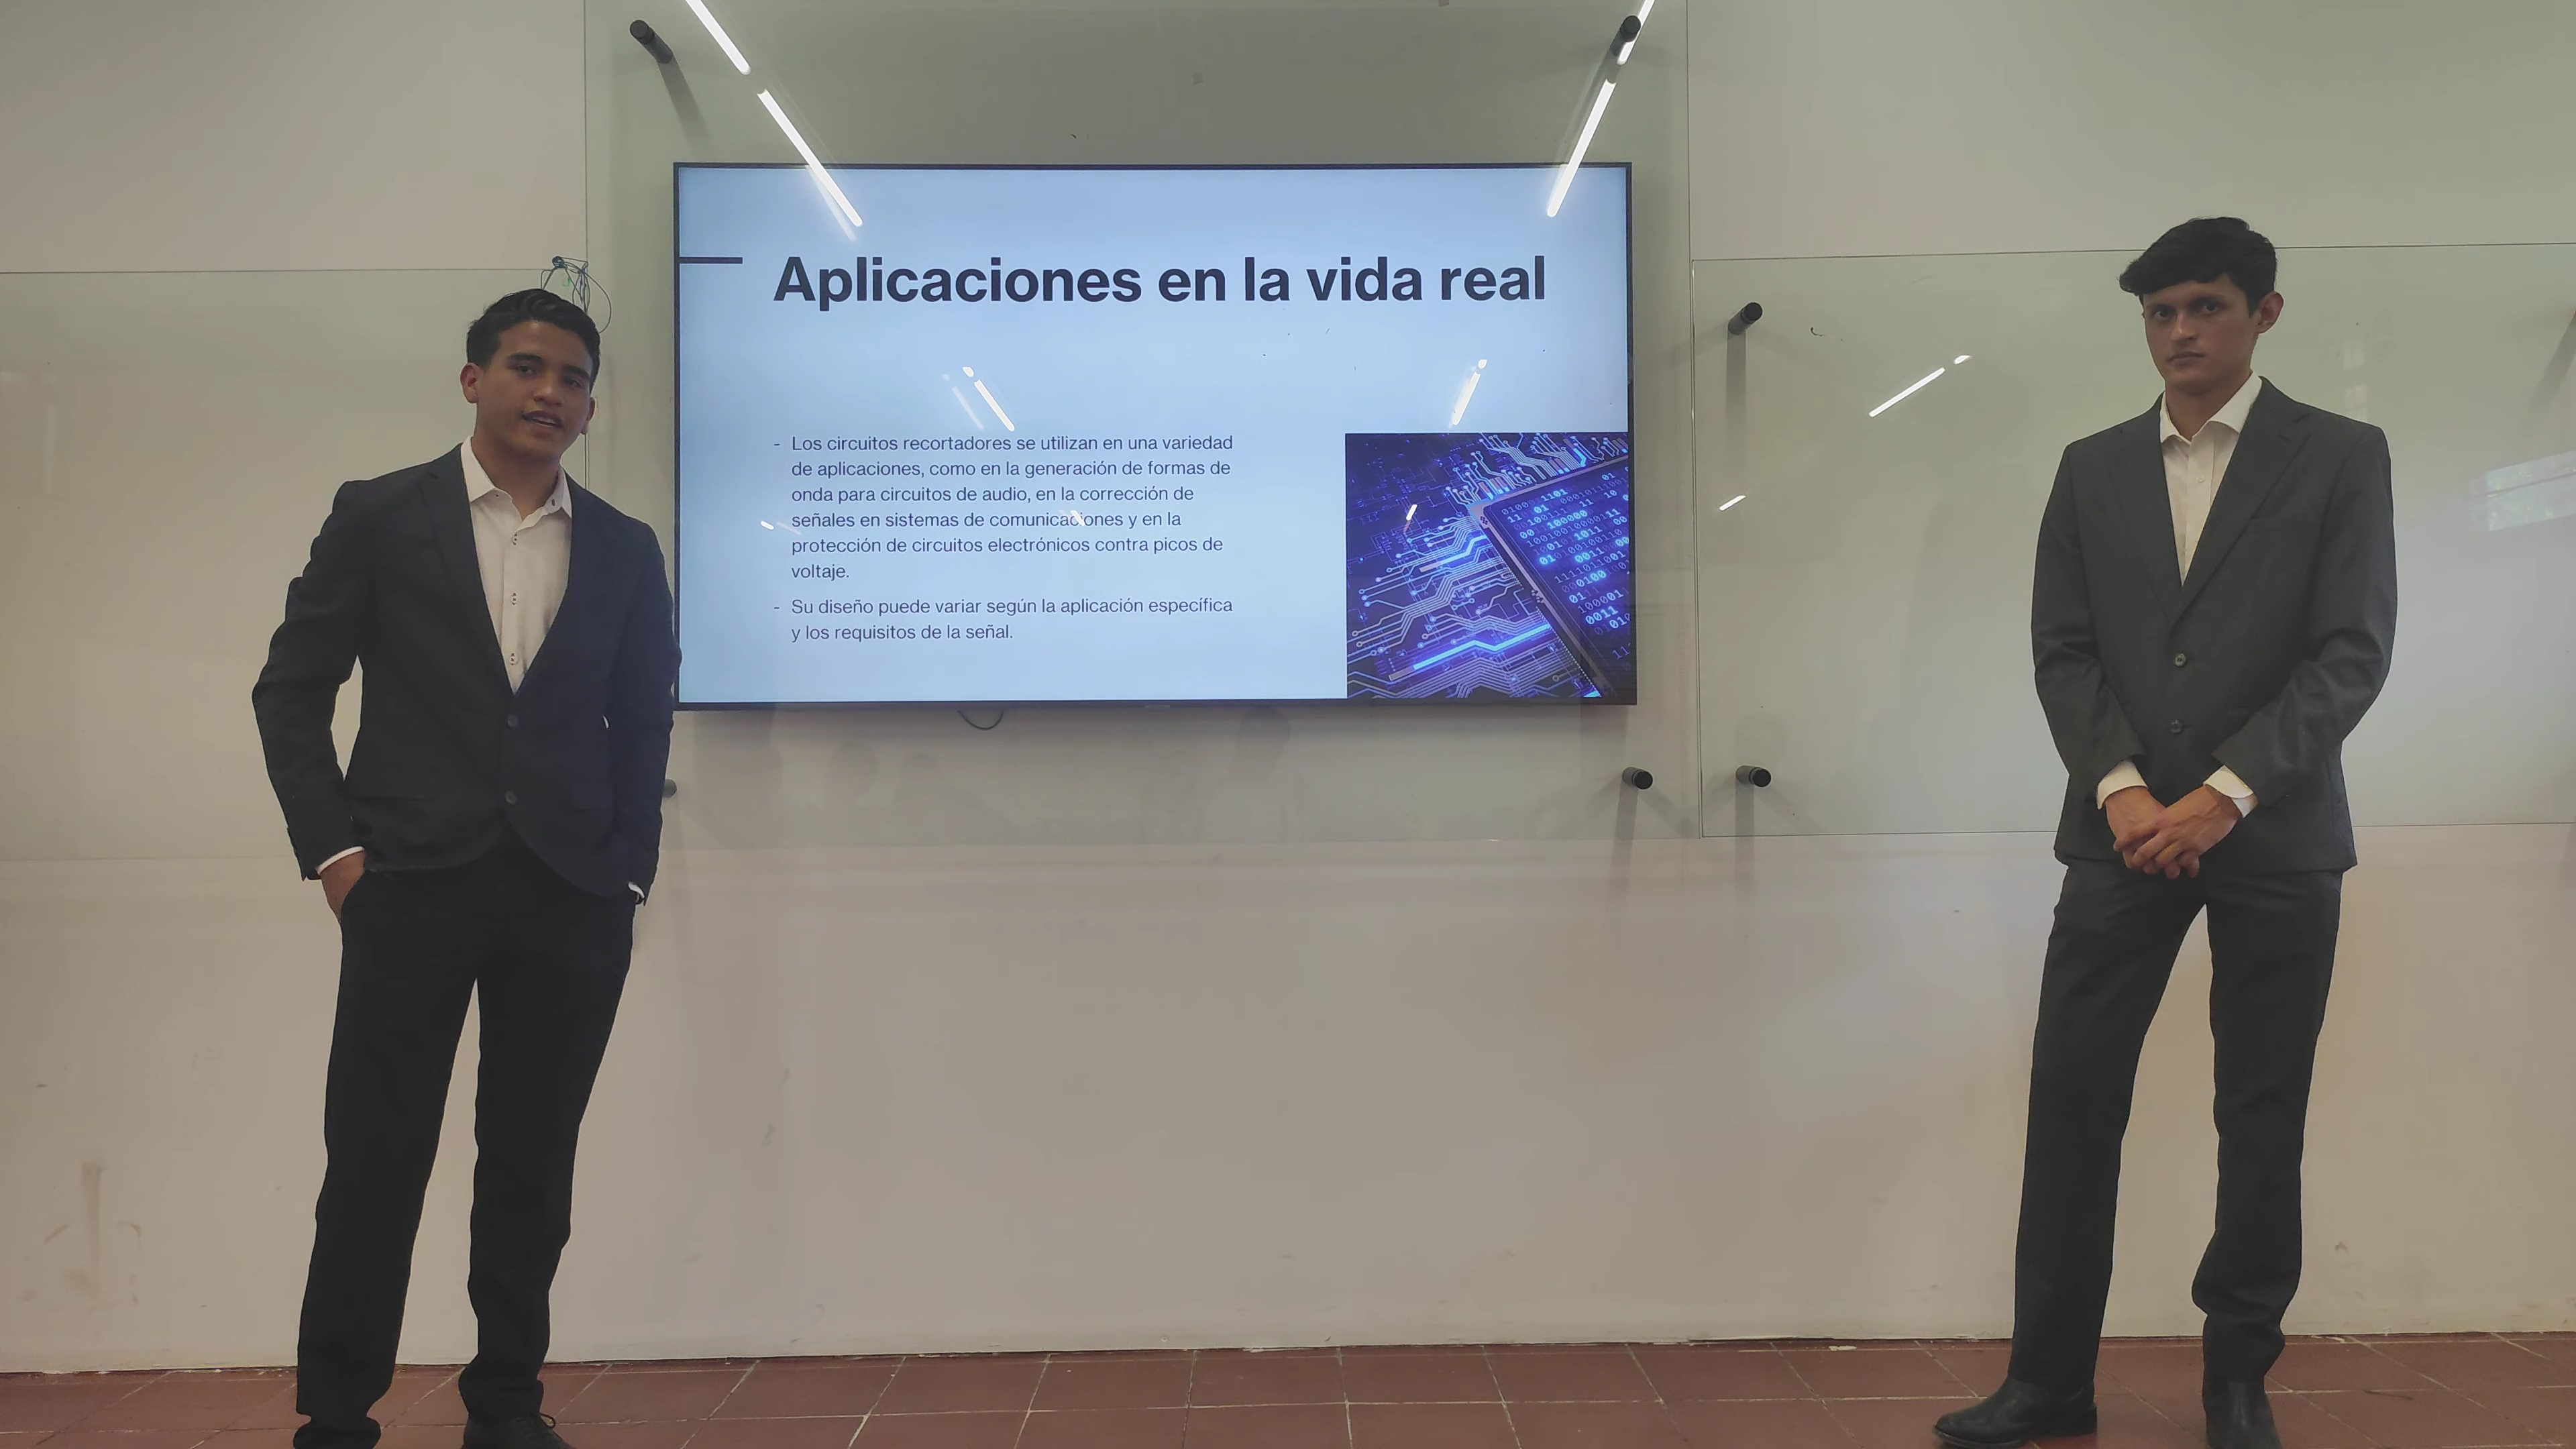 Aplicaciones en la vida real
- Los circuitos recortadores se utilizan en una variedad
de aplicaciones, como en la generación de formas de
onda para circuitos de audio, en la corrección de
señales en sistemas de comunicaciones y en la
protección de circuitos electrónicos contra picos de
voltaje.
- Su diseño puede variar según la aplicación específica
y los requisitos de la señal.